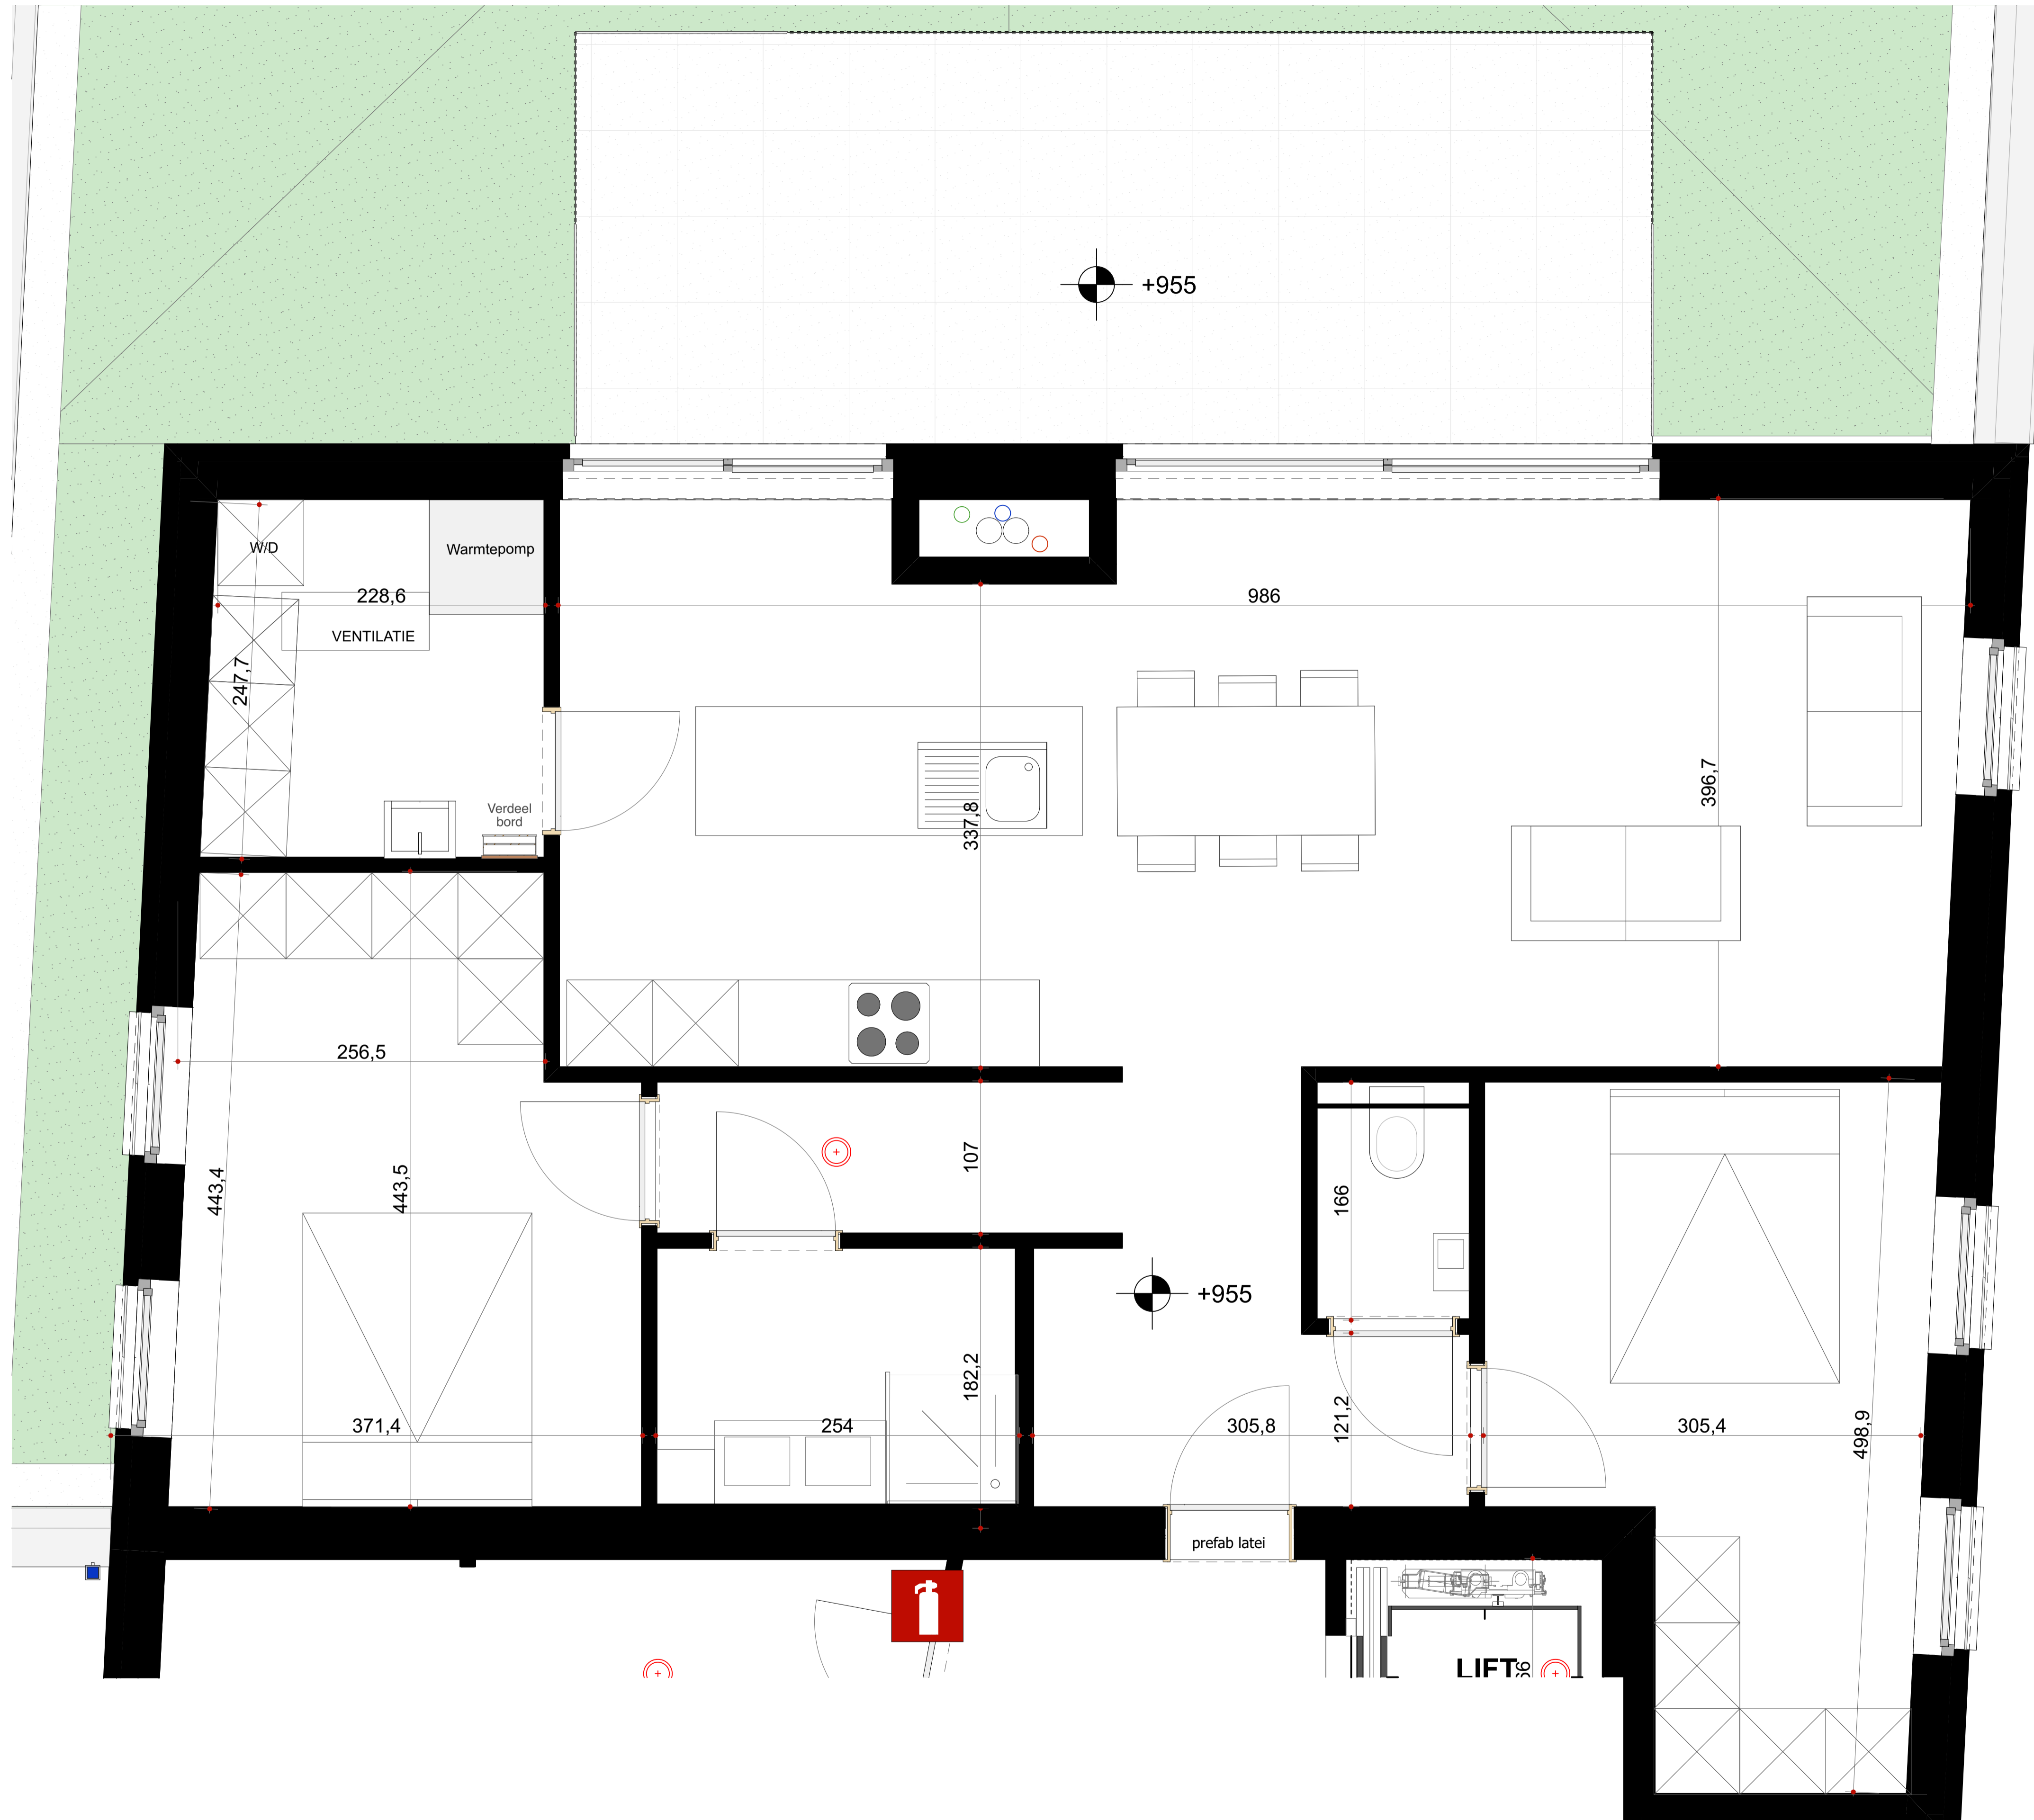 +955
W/D
Warmtepomp
228,6
986
VENTILATIE
247,7
396,7
Verdeel
bord
337,8
256,5
107
443,4
443,5
166
+955
182,2
121,2
371,4
254
305,8
305,4
498,9
prefab latei
LIFT